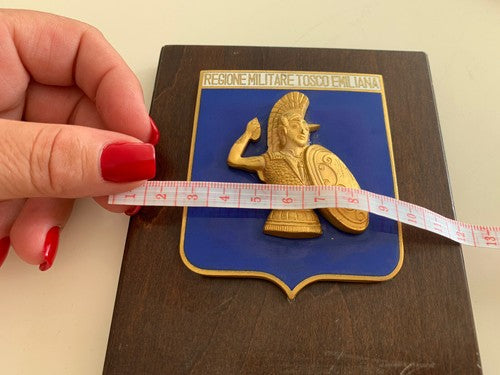 REGIONE MILITARE TOSCO EMILIANA
1 2 3 4 5 6 7 8 9 10 11 12 13